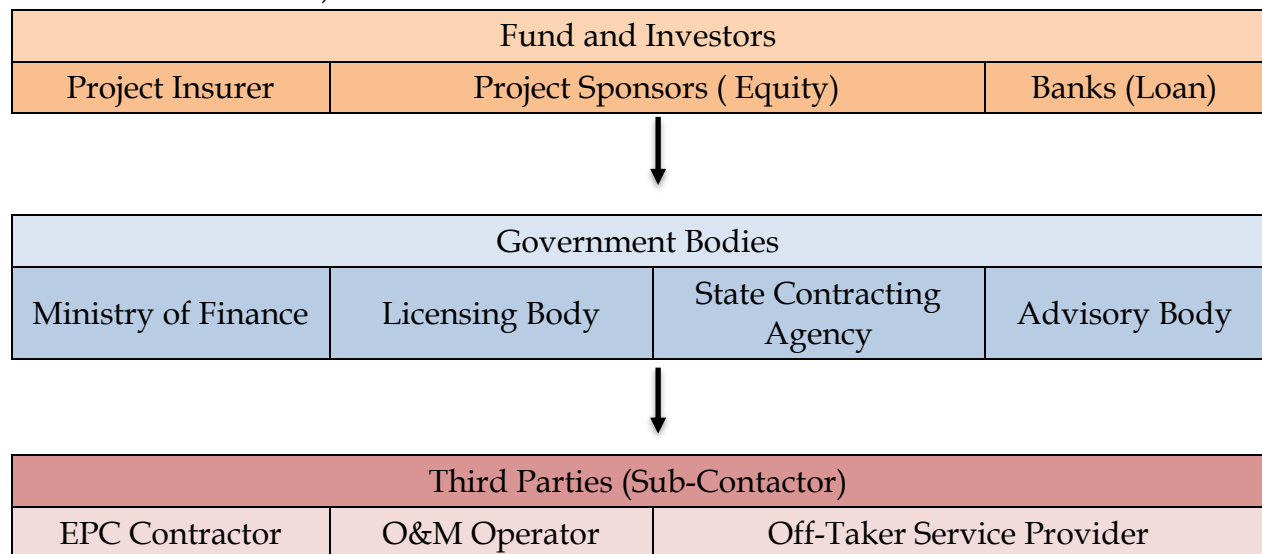 Fund and Investors
Project Insurer
Project Sponsors ( Equity)
Banks (Loan)
Government Bodies
Ministry of Finance
Licensing Body
State Contracting
Agency
Advisory Body
Third Parties (Sub-Contactor)
EPC Contractor
O&M Operator
Off-Taker Service Provider